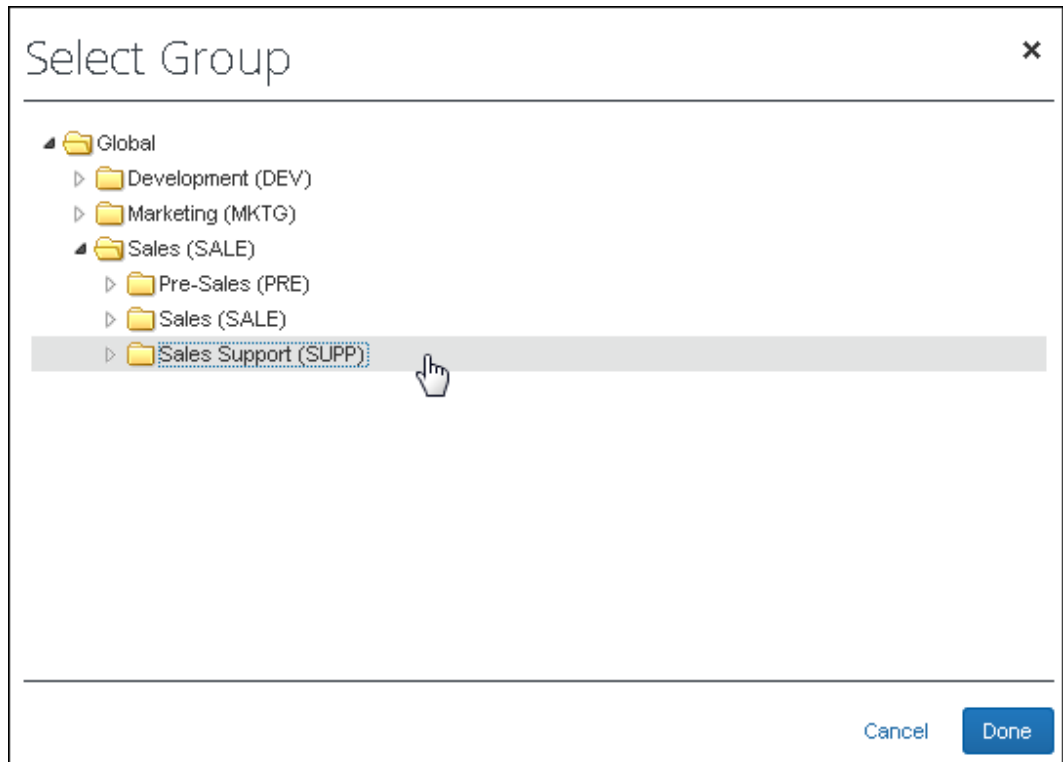 Select Group
Global
Development (DEV)
Marketing (MKTG)
Sales (SALE)
Pre-Sales (PRE)
Sales (SALE)
Sales Support (SUPP)
Cancel Done